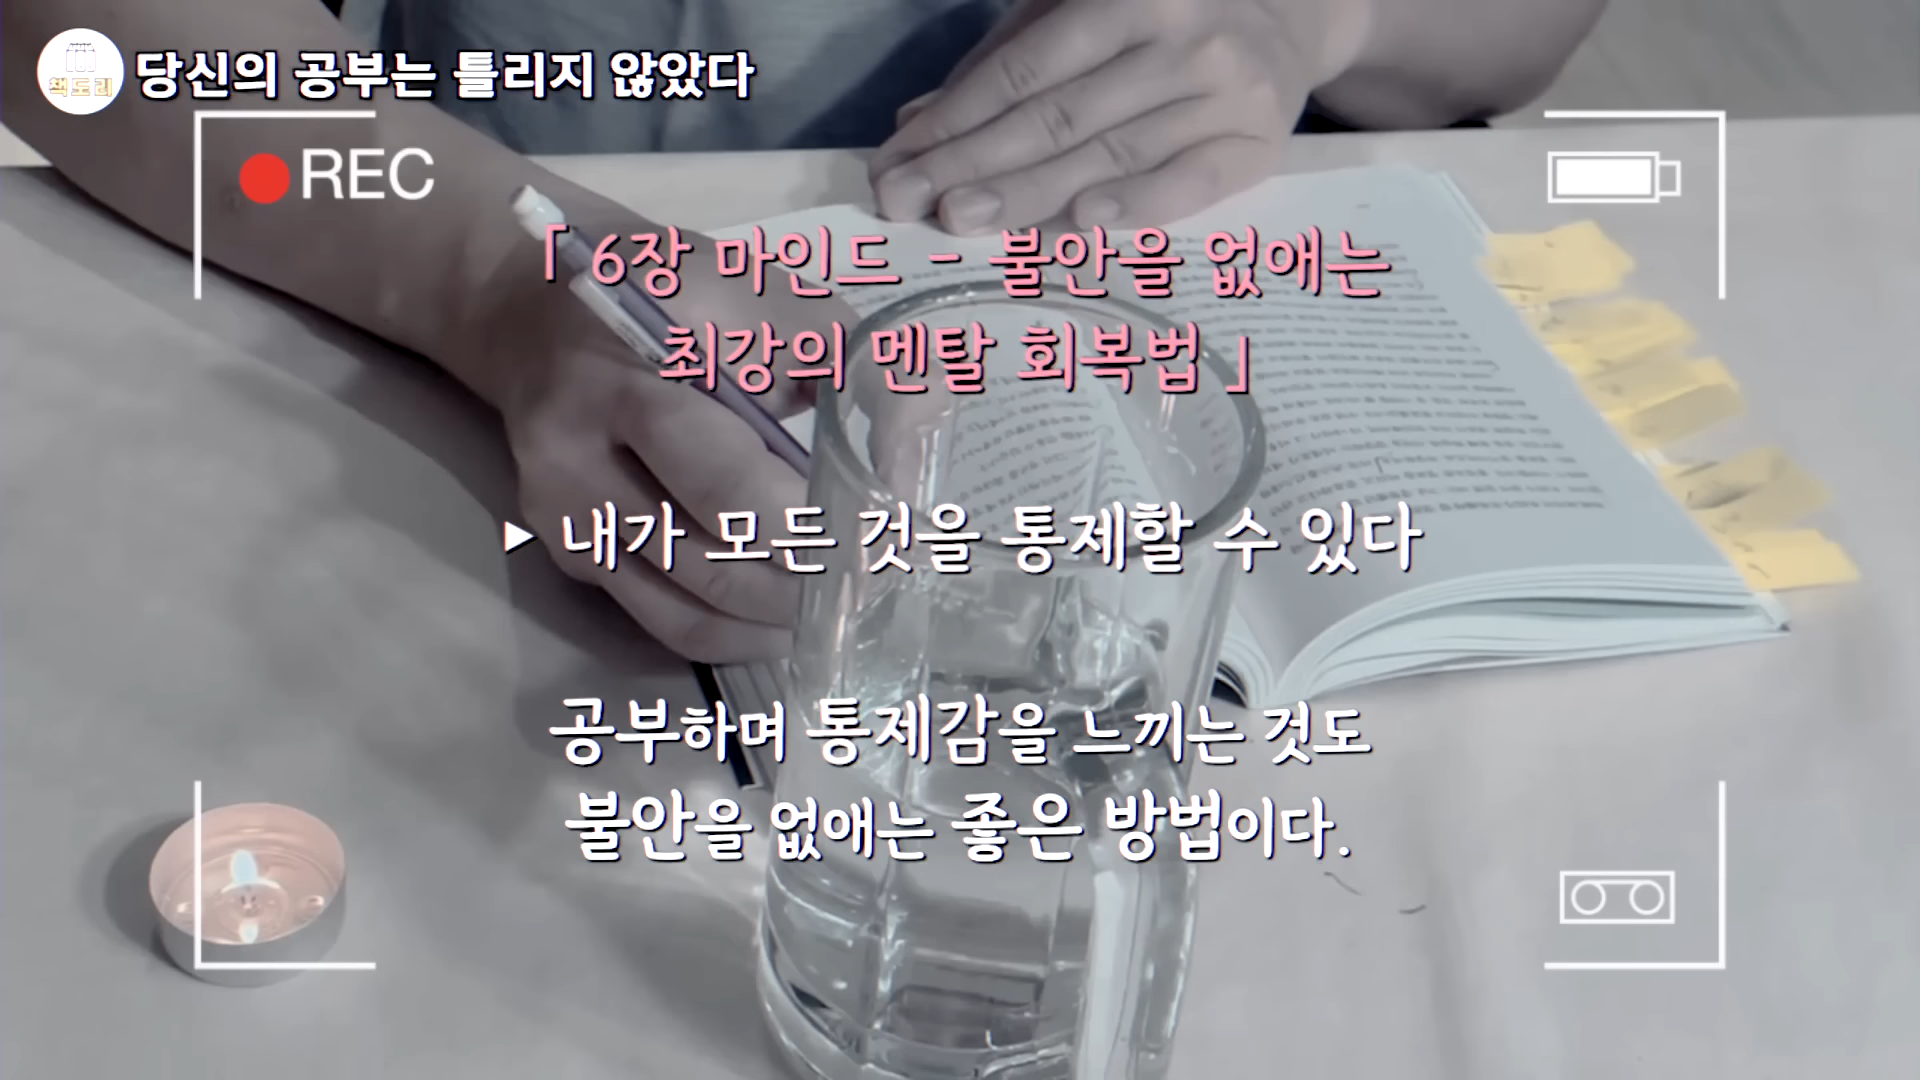 책도리
당신의 공부는 틀리지 않았다
REC
「 6장 마인드 - 불안을 없애는
최강의 멘탈 회복법 」
▶ 내가 모든 것을 통제할 수 있다
공부하며 통제감을 느끼는 것도
불안을 없애는 좋은 방법이다.